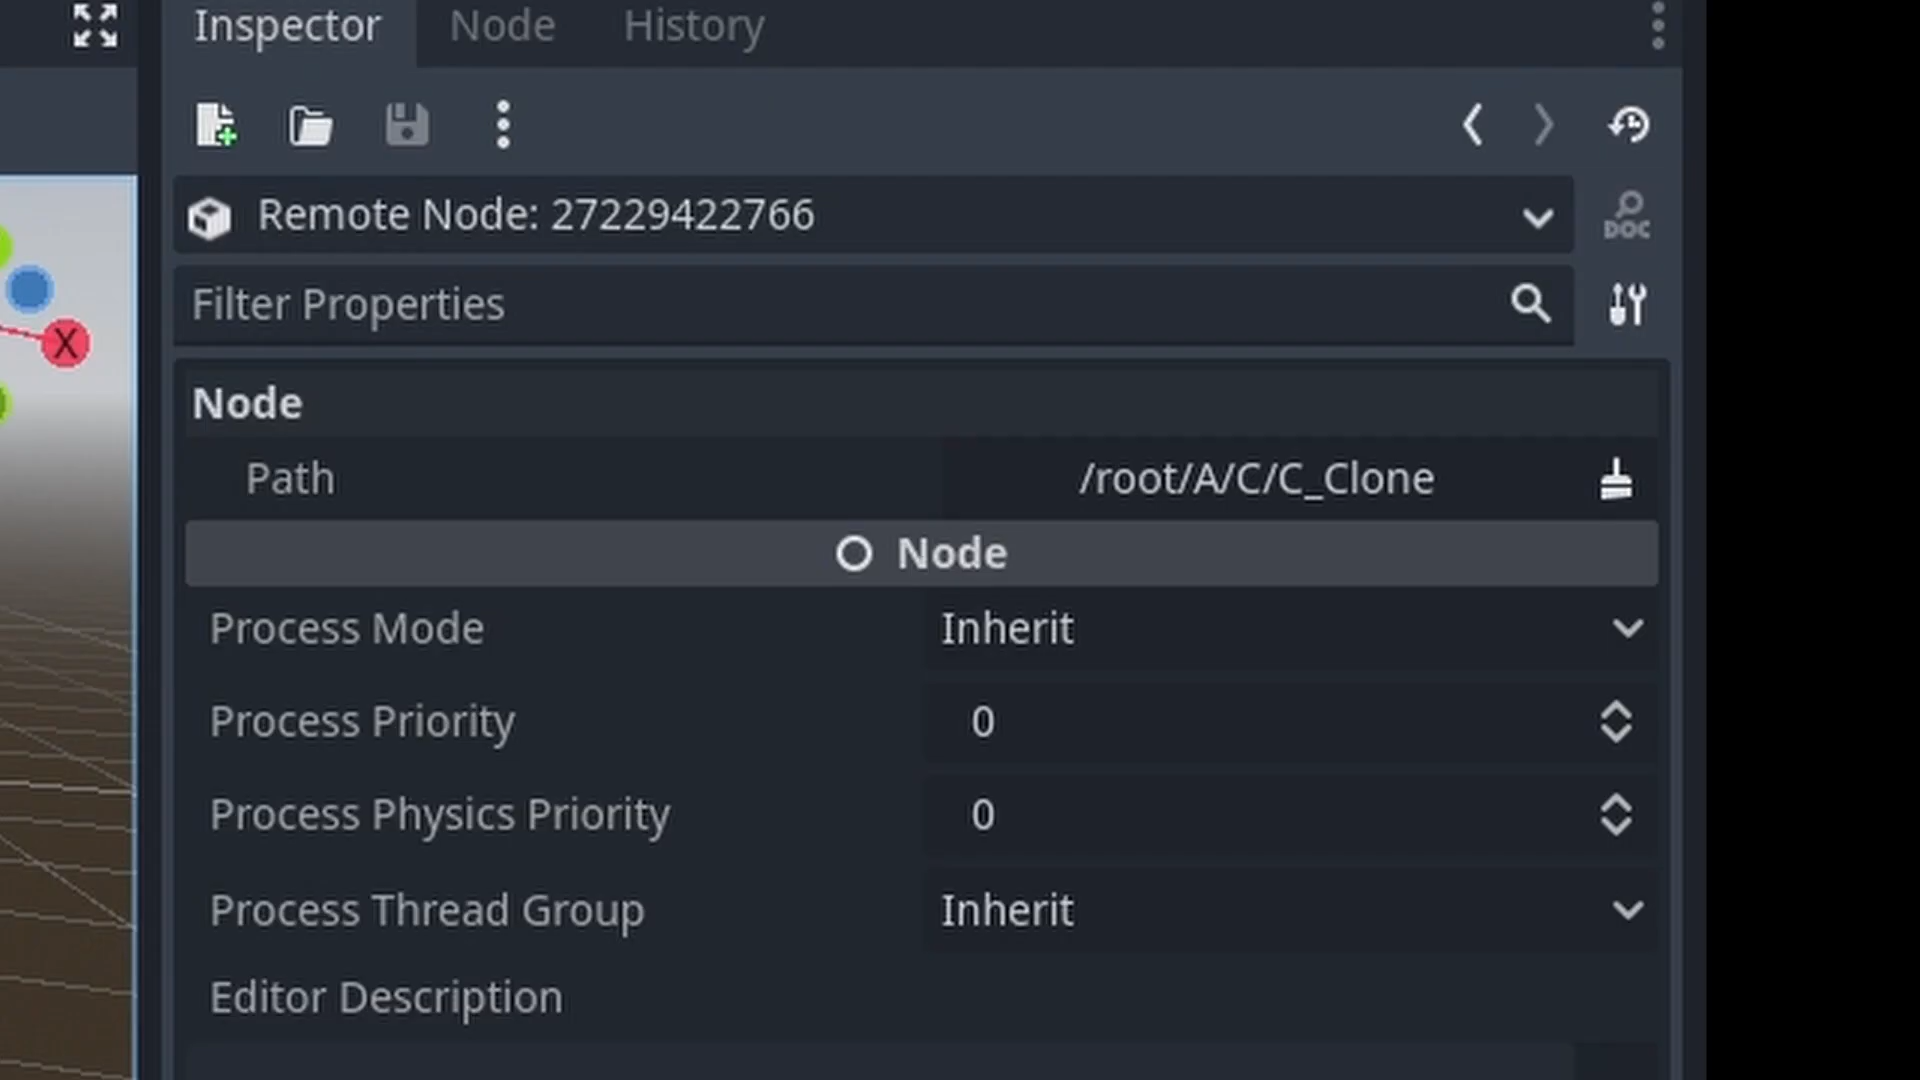 Inspector Node History
Remote Node: 27229422766
DOC
Filter Properties
X
Node
Path /root/A/C/C_Clone
Node
Process Mode Inherit
Process Priority 0
Process Physics Priority 0
Process Thread Group Inherit
Editor Description